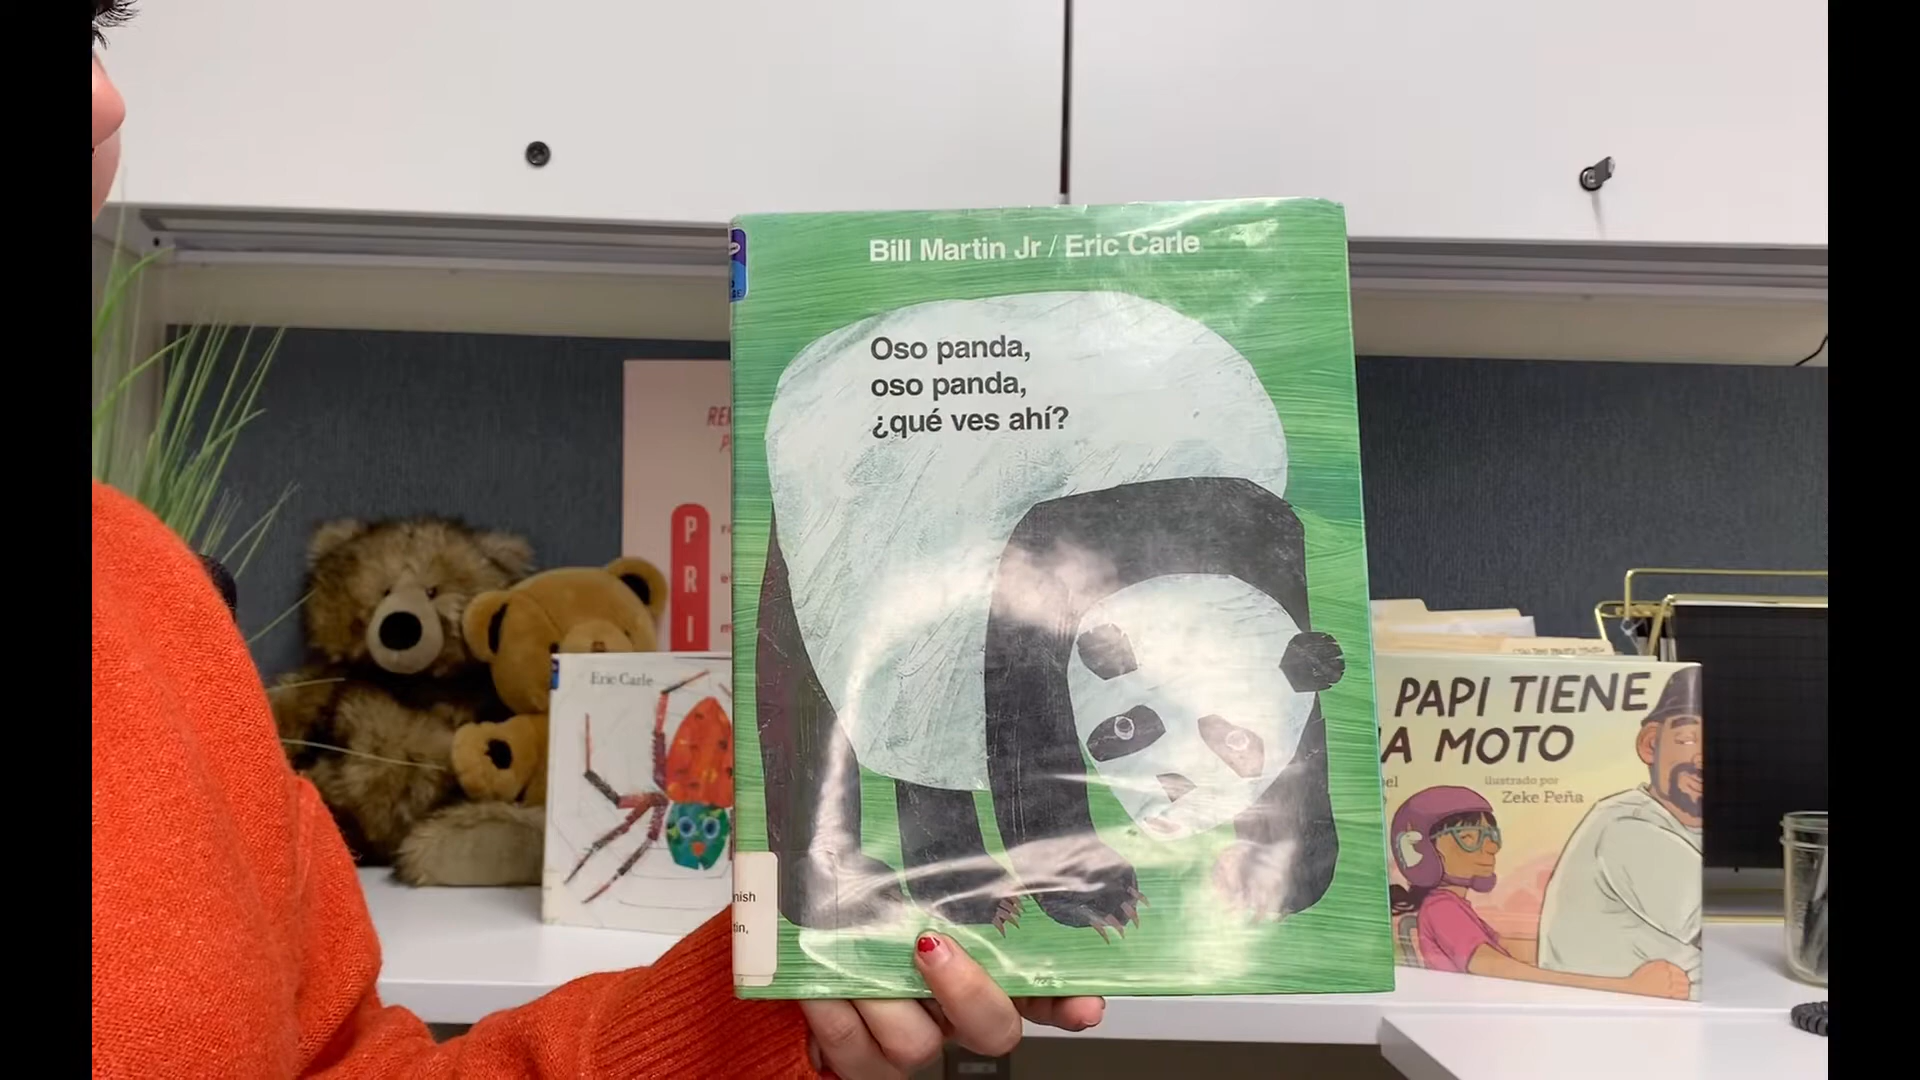 Bill Martin Jr / Eric Carle
Oso panda,
oso panda,
¿qué ves ahí?
P
R
I
Eric Carle
PAPI TIENE
A MOTO
ilustrado por
Zeke Peña